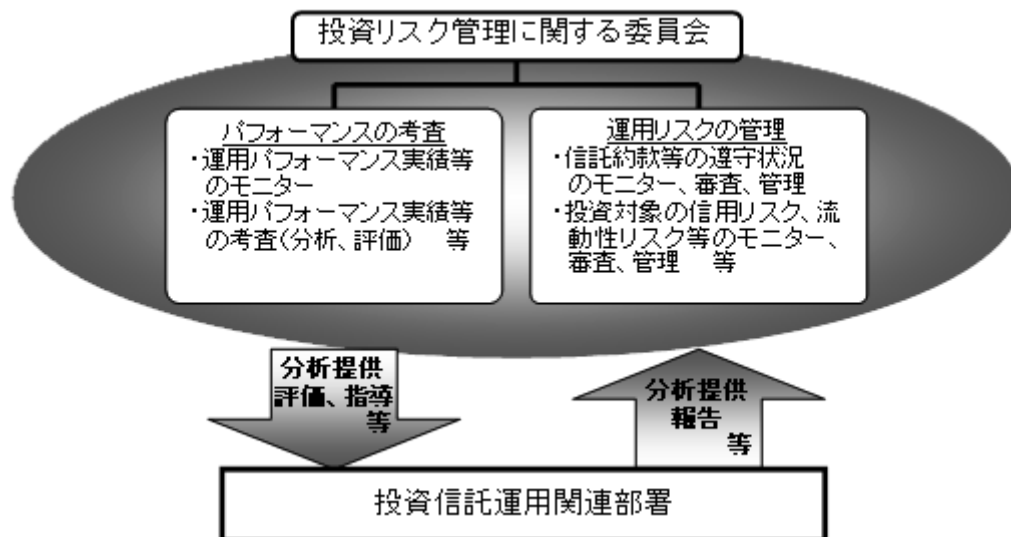 投資リスク管理に関する委員会
パフォーマンスの考査
・運用パフォーマンス実績等
のモニター
・運用パフォーマンス実績等
の考査(分析、評価) 等
運用リスクの管理
・信託約款等の遵守状況
のモニター、審査、管理
・投資対象の信用リスク、流
動性リスク等のモニター、
審査、管理 等
分析提供
評価、指導
等
分析提供
報告
等
投資信託運用関連部署